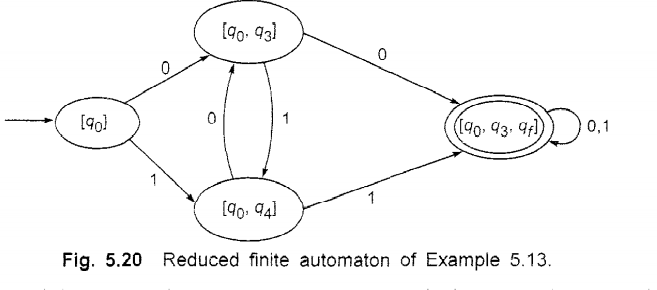 [q0, q3]
0
0
[q0]
0
1
[q0, q3, qf]
0,1
1
[q0, q4]
1
Fig. 5.20 Reduced finite automaton of Example 5.13.